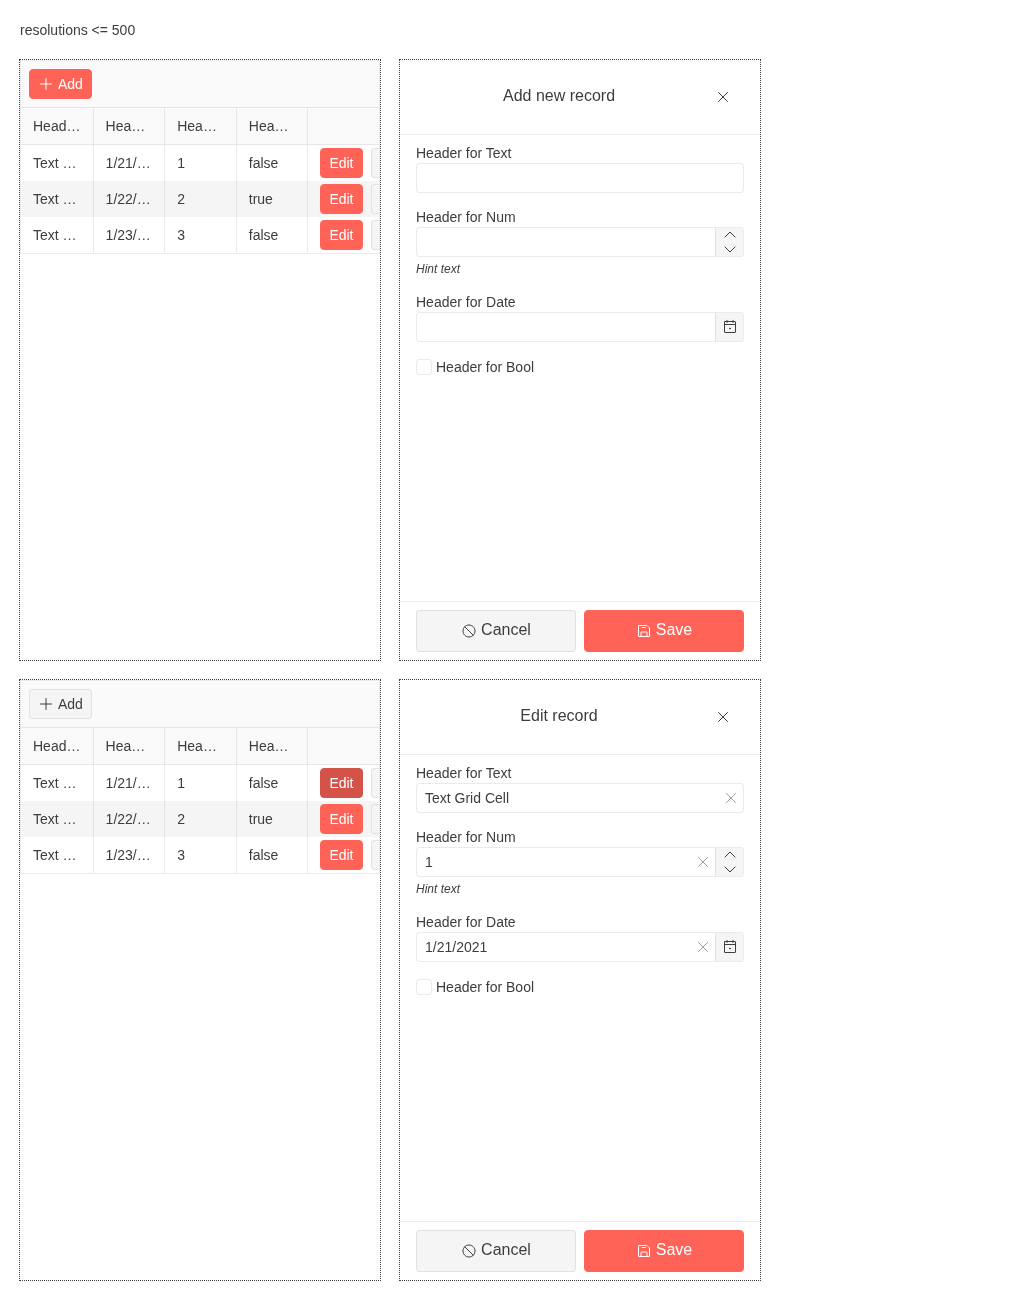 resolutions <= 500
Add
Head… Hea… Hea… Hea…
Text … 1/21/… 1 false Edit
Text … 1/22/… 2 true Edit
Text … 1/23/… 3 false Edit
Add new record
Header for Text
Header for Num
Hint text
Header for Date
Header for Bool
Cancel Save
Add
Head… Hea… Hea… Hea…
Text … 1/21/… 1 false Edit
Text … 1/22/… 2 true Edit
Text … 1/23/… 3 false Edit
Edit record
Header for Text
Text Grid Cell
Header for Num
1
Hint text
Header for Date
1/21/2021
Header for Bool
Cancel Save